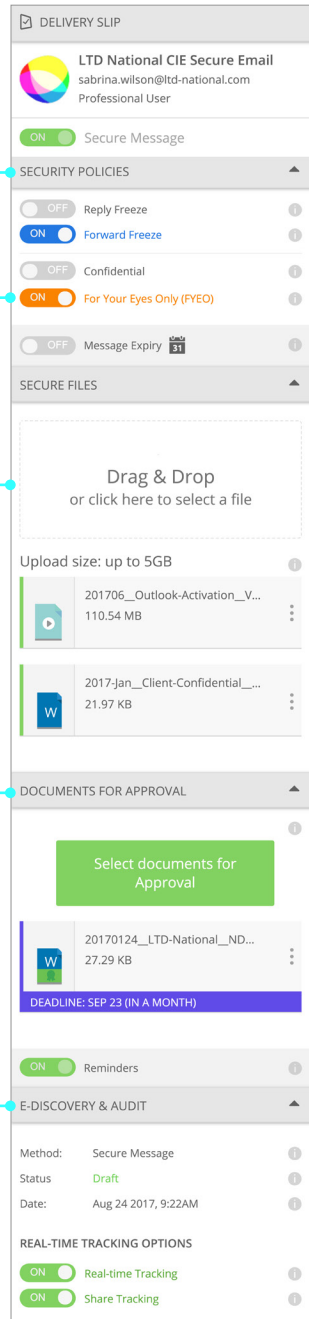 DELIVERY SLIP
LTD National CIE Secure Email
sabrina.wilson@ltd-national.com
Professional User
ON Secure Message
SECURITY POLICIES
OFF Reply Freeze
ON Forward Freeze
OFF Confidential
ON For Your Eyes Only (FYEO)
OFF Message Expiry 31
SECURE FILES
Drag & Drop
or click here to select a file
Upload size: up to 5GB
201706__Outlook-Activation__V...
110.54 MB
2017-Jan__Client-Confidential__...
W
21.97 KB
DOCUMENTS FOR APPROVAL
Select documents for
Approval
20170124__LTD-National__ND...
W
27.29 KB
DEADLINE: SEP 23 (IN A MONTH)
ON Reminders
E-DISCOVERY & AUDIT
Method: Secure Message
Status Draft
Date: Aug 24 2017, 9:22AM
REAL-TIME TRACKING OPTIONS
ON Real-time Tracking
ON Share Tracking